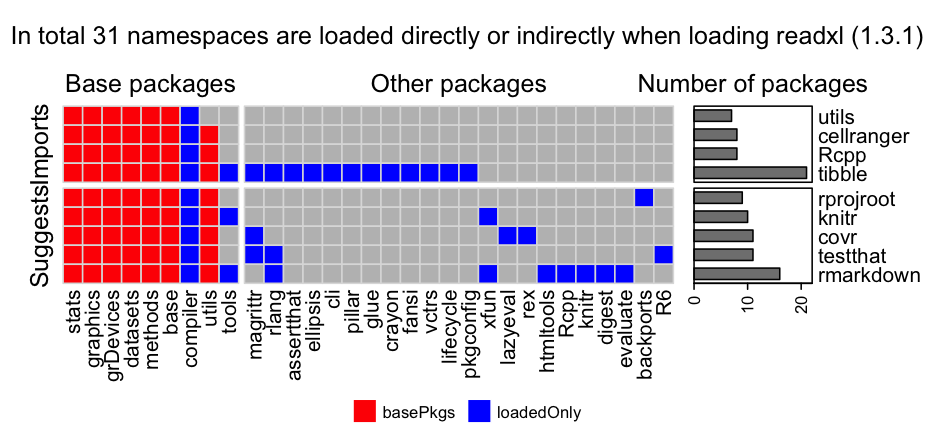 In total 31 namespaces are loaded directly or indirectly when loading readxl (1.3.1)
Base packages
Other packages
Number of packages
Imports
Suggests
utils
cellranger
Rcpp
tibble
rprojroot
knitr
covr
testthat
rmarkdown
0
10
20
stats
graphics
grDevices
datasets
methods
base
compiler
utils
tools
magrittr
rlang
assertthat
ellipsis
cli
pillar
glue
crayon
fansi
vctrs
lifecycle
pkgconfig
xfun
lazyeval
rex
htmltools
Rcpp
knitr
digest
evaluate
backports
R6
basePkgs
loadedOnly